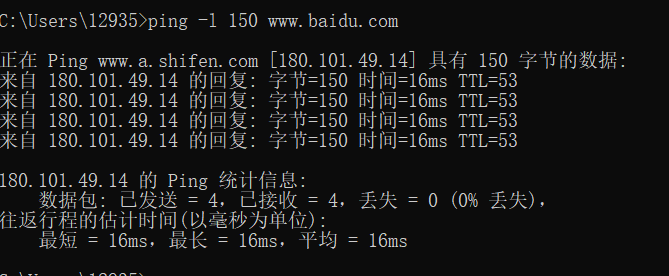 C:\Users\12935>ping -l 150 www.baidu.com
正在 Ping www.a.shifen.com [180.101.49.14] 具有 150 字节的数据:
来自 180.101.49.14 的回复: 字节=150 时间=16ms TTL=53
来自 180.101.49.14 的回复: 字节=150 时间=16ms TTL=53
来自 180.101.49.14 的回复: 字节=150 时间=16ms TTL=53
来自 180.101.49.14 的回复: 字节=150 时间=16ms TTL=53
180.101.49.14 的 Ping 统计信息:
数据包: 已发送 = 4，已接收 = 4，丢失 = 0 (0% 丢失)，
往返行程的估计时间(以毫秒为单位):
最短 = 16ms，最长 = 16ms，平均 = 16ms
C:\Users\12935>